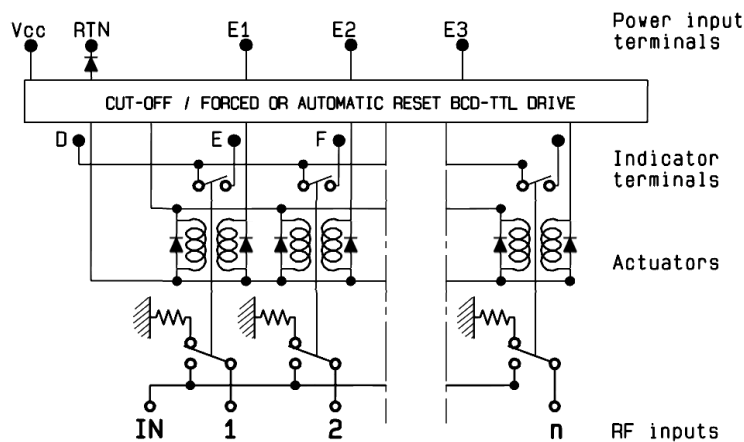 Vcc RTN E1 E2 E3 Power input
terminals
CUT-OFF / FORCED OR AUTOMATIC RESET BCD-TTL DRIVE
D E F
Indicator
terminals
Actuators
IN 1 2 n RF inputs